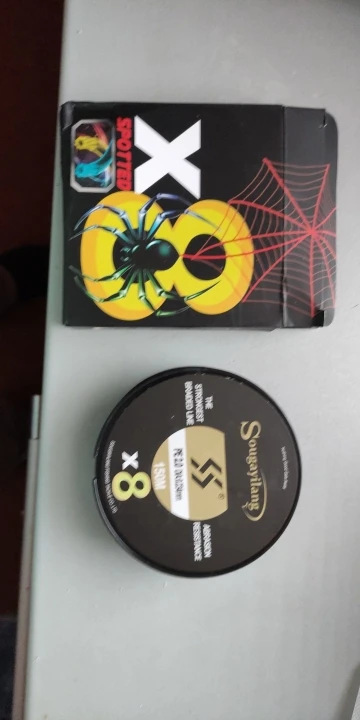 X
SPOTTED
8
Sougayilang
THE
STRONGEST
BRAIDED LINE
ABRASION
RESISTANCE
150M
X8